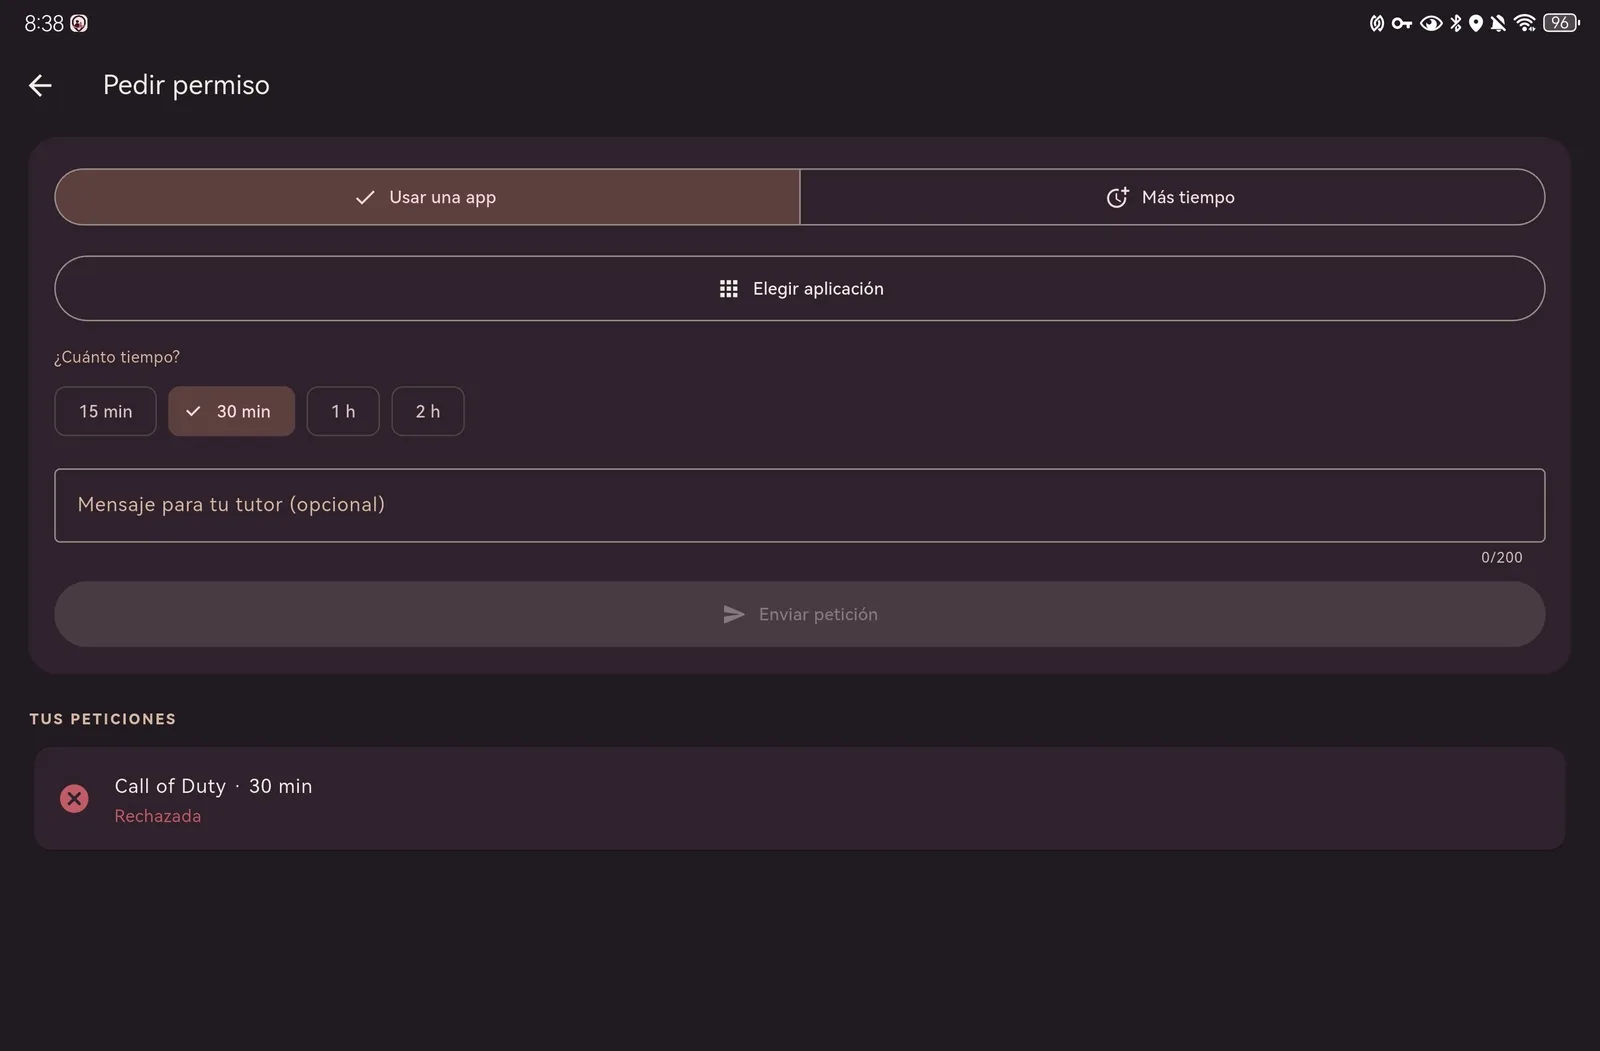 8:38
96
Pedir permiso
Usar una app
Más tiempo
Elegir aplicación
¿Cuánto tiempo?
15 min
30 min
1 h
2 h
Mensaje para tu tutor (opcional)
0/200
Enviar petición
TUS PETICIONES
Call of Duty · 30 min
Rechazada